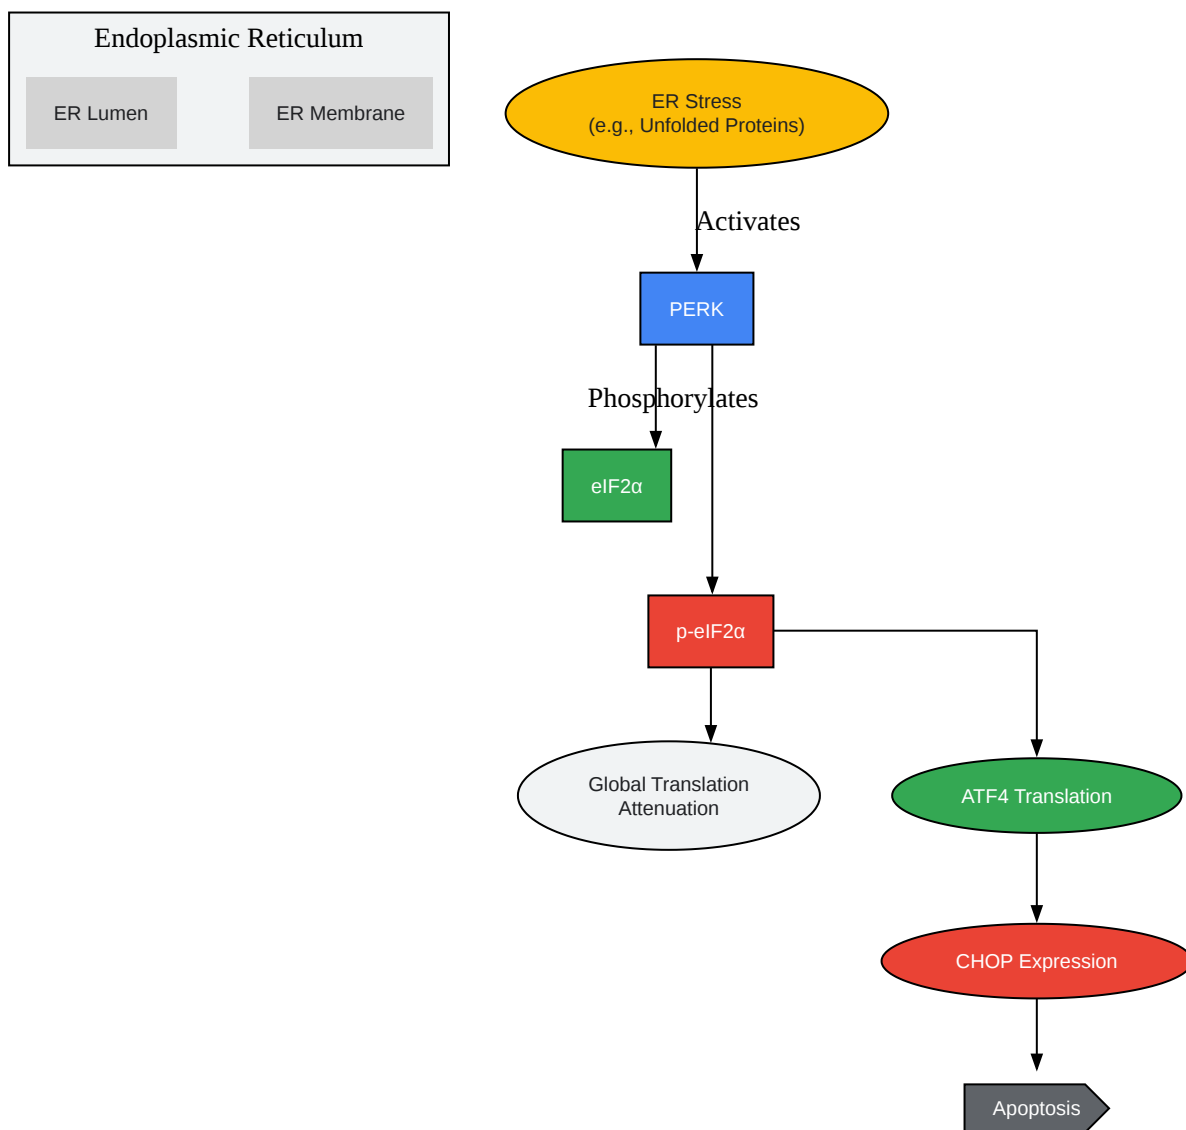 Endoplasmic Reticulum
ER Lumen
ER Membrane
ER Stress
(e.g., Unfolded Proteins)
Activates
PERK
Phosphorylates
eIF2α
p-eIF2α
Global Translation
Attenuation
ATF4 Translation
CHOP Expression
Apoptosis